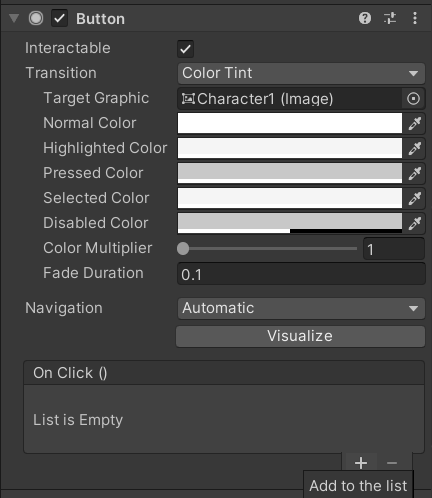 Button
Interactable
Transition Color Tint
Target Graphic Character1 (Image)
Normal Color
Highlighted Color
Pressed Color
Selected Color
Disabled Color
Color Multiplier 1
Fade Duration 0.1
Navigation Automatic
Visualize
On Click ()
List is Empty
Add to the list